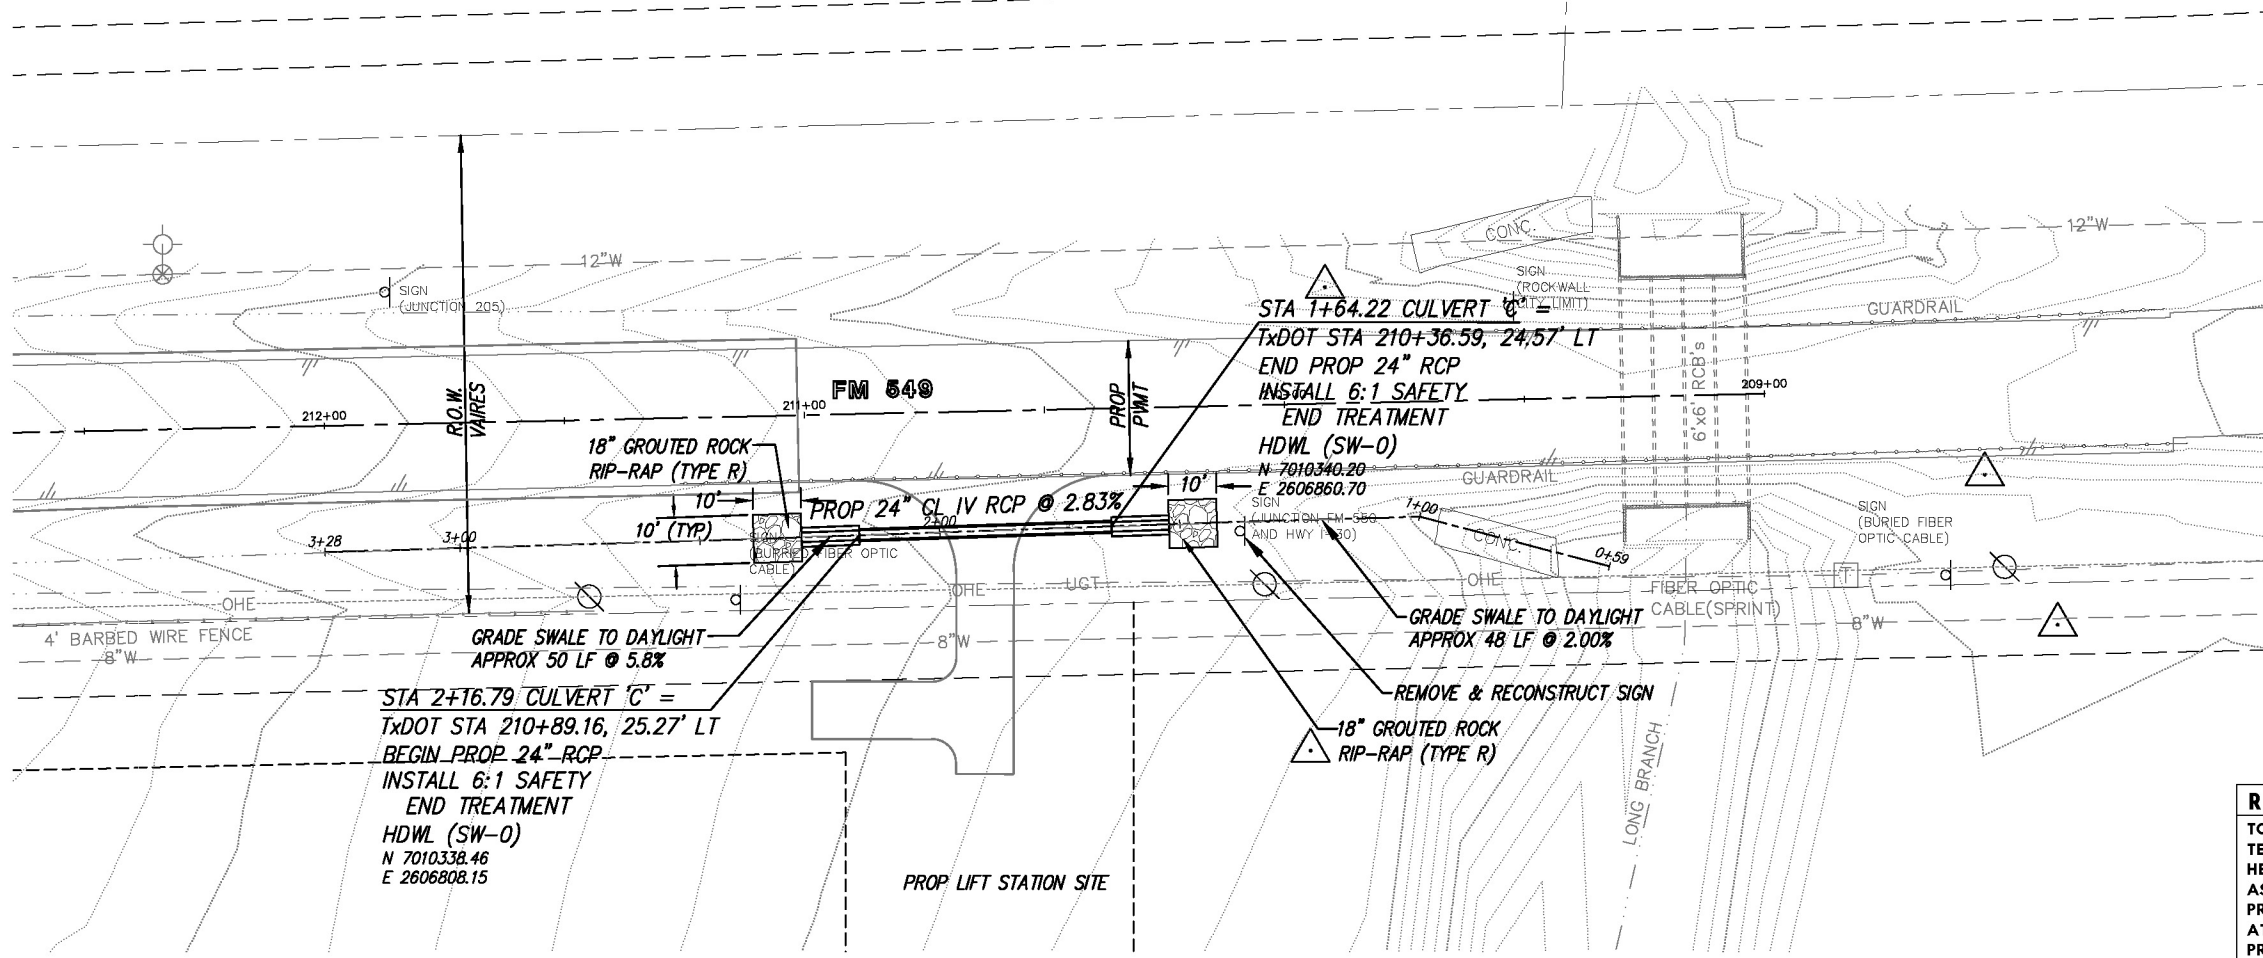 12"W
CONC.
12"W
SIGN
(JUNCTION 205)
SIGN
(ROCKWALL
CITY LIMIT)
GUARDRAIL
STA 1+64.22 CULVERT 'C' =
TxDOT STA 210+36.59, 24.57' LT
END PROP 24" RCP
INSTALL 6:1 SAFETY
END TREATMENT
HDWL (SW-0)
N 7010340.20
E 2606860.70
R.O.W.
VAIRES
FM 549
PROP
PVMT
6'x6' RCB's
212+00
211+00
209+00
18" GROUTED ROCK
RIP-RAP (TYPE R)
GUARDRAIL
10'
10'
PROP 24" CL IV RCP @ 2.83%
10' (TYP)
3+28
3+00
2+00
1+00
0+59
SIGN
(BURRIED FIBER OPTIC
CABLE)
SIGN
(JUNCTION FM 550
AND HWY I-30)
CONC.
SIGN
(BURIED FIBER
OPTIC CABLE)
OHE
OHE
UGT
OHE
T
FIBER OPTIC
CABLE(SPRINT)
4' BARBED WIRE FENCE
8"W
8"W
8"W
GRADE SWALE TO DAYLIGHT
APPROX 50 LF @ 5.8%
GRADE SWALE TO DAYLIGHT
APPROX 48 LF @ 2.00%
REMOVE & RECONSTRUCT SIGN
18" GROUTED ROCK
RIP-RAP (TYPE R)
STA 2+16.79 CULVERT 'C' =
TxDOT STA 210+89.16, 25.27' LT
BEGIN PROP 24" RCP
INSTALL 6:1 SAFETY
END TREATMENT
HDWL (SW-0)
N 7010338.46
E 2606808.15
PROP LIFT STATION SITE
LONG BRANCH